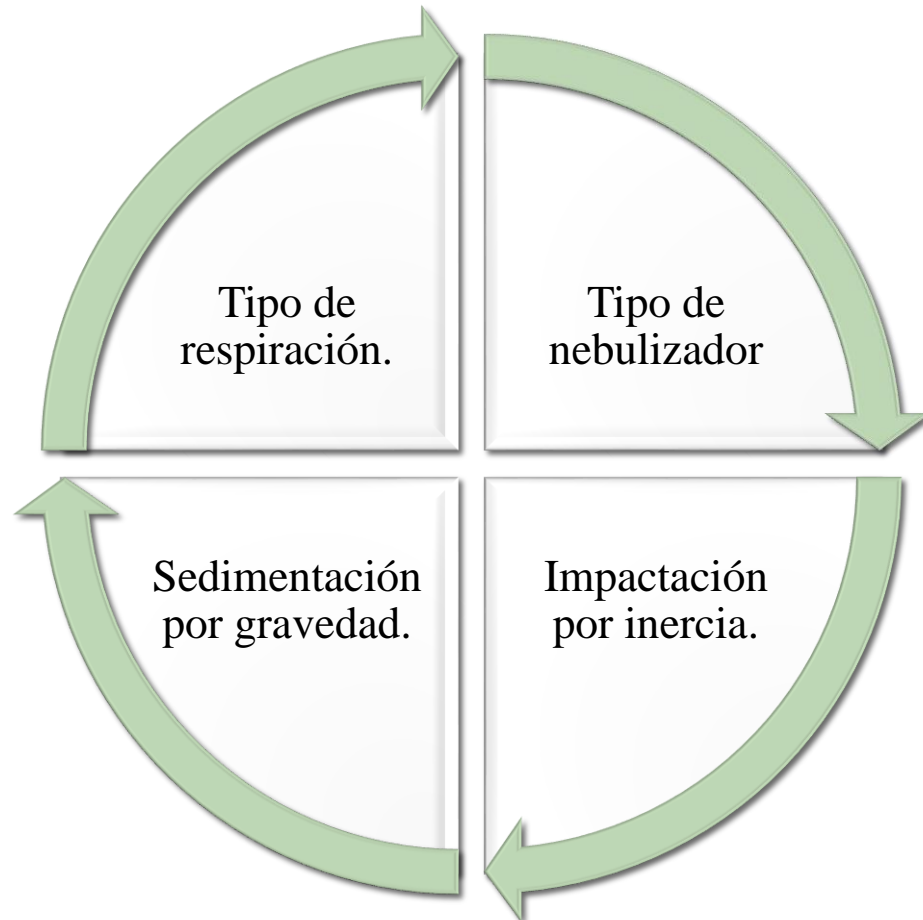 Tipo de
respiración.
Tipo de
nebulizador
Sedimentación
por gravedad.
Impactación
por inercia.